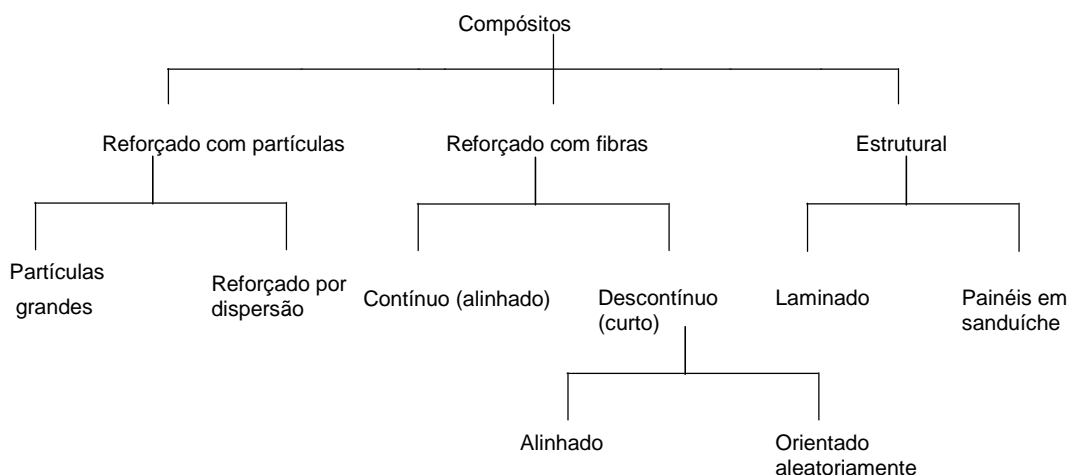 Compósitos
Reforçado com partículas
Reforçado com fibras
Estrutural
Partículas
grandes
Reforçado por
dispersão
Contínuo (alinhado)
Descontínuo
(curto)
Laminado
Painéis em
sanduíche
Alinhado
Orientado
aleatoriamente